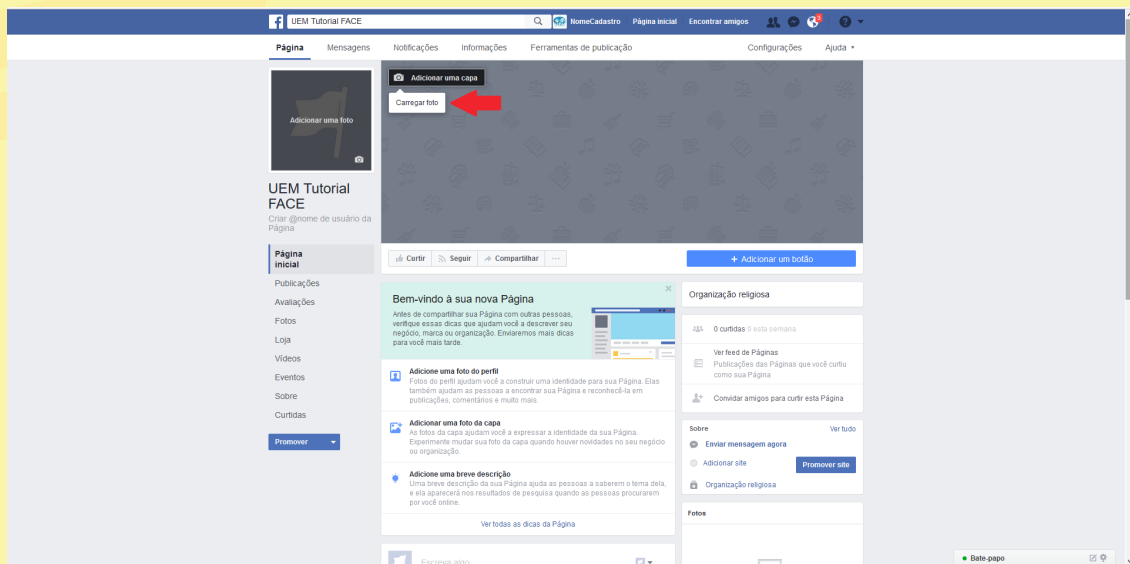 UEM Tutorial FACE
NomeCadastro Página inicial Encontrar amigos
3
Página Mensagens Notificações Informações Ferramentas de publicação Configurações Ajuda
Adicionar uma foto
Adicionar uma capa
Carregar foto
UEM Tutorial
FACE
Criar @nome de usuário da
Página
Página
inicial
Publicações
Avaliações
Fotos
Loja
Vídeos
Eventos
Sobre
Curtidas
Promover
Curtir Seguir Compartilhar ...
+ Adicionar um botão
Bem-vindo à sua nova Página
Antes de compartilhar sua Página com outras pessoas,
verifique essas dicas que ajudam você a descrever seu
negócio, marca ou organização. Enviaremos mais dicas
para você mais tarde.
Adicione uma foto do perfil
Fotos do perfil ajudam você a construir uma identidade para sua Página. Elas
também ajudam as pessoas a encontrar sua Página e reconhecê-la em
publicações, comentários e muito mais.
Adicionar uma foto da capa
As fotos da capa ajudam você a expressar a identidade da sua Página.
Experimente mudar sua foto da capa quando houver novidades no seu negócio
ou organização.
Adicione uma breve descrição
Uma breve descrição da sua Página ajuda as pessoas a saberem o tema dela,
e ela aparecerá nos resultados de pesquisa quando as pessoas procurarem
por você online.
Ver todas as dicas da Página
Escreva algo
Organização religiosa
0 curtidas 0 esta semana
Ver feed de Páginas
Publicações das Páginas que você curtiu
como sua Página
Convidar amigos para curtir esta Página
Sobre Ver tudo
Enviar mensagem agora
Adicionar site
Promover site
Organização religiosa
Fotos
Bate-papo